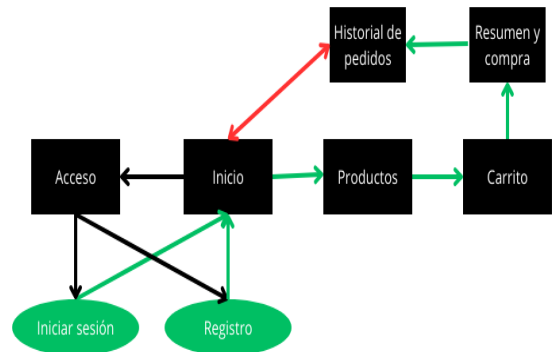 Historial de
pedidos
Resumen y
compra
Acceso
Inicio
Productos
Carrito
Iniciar sesión
Registro